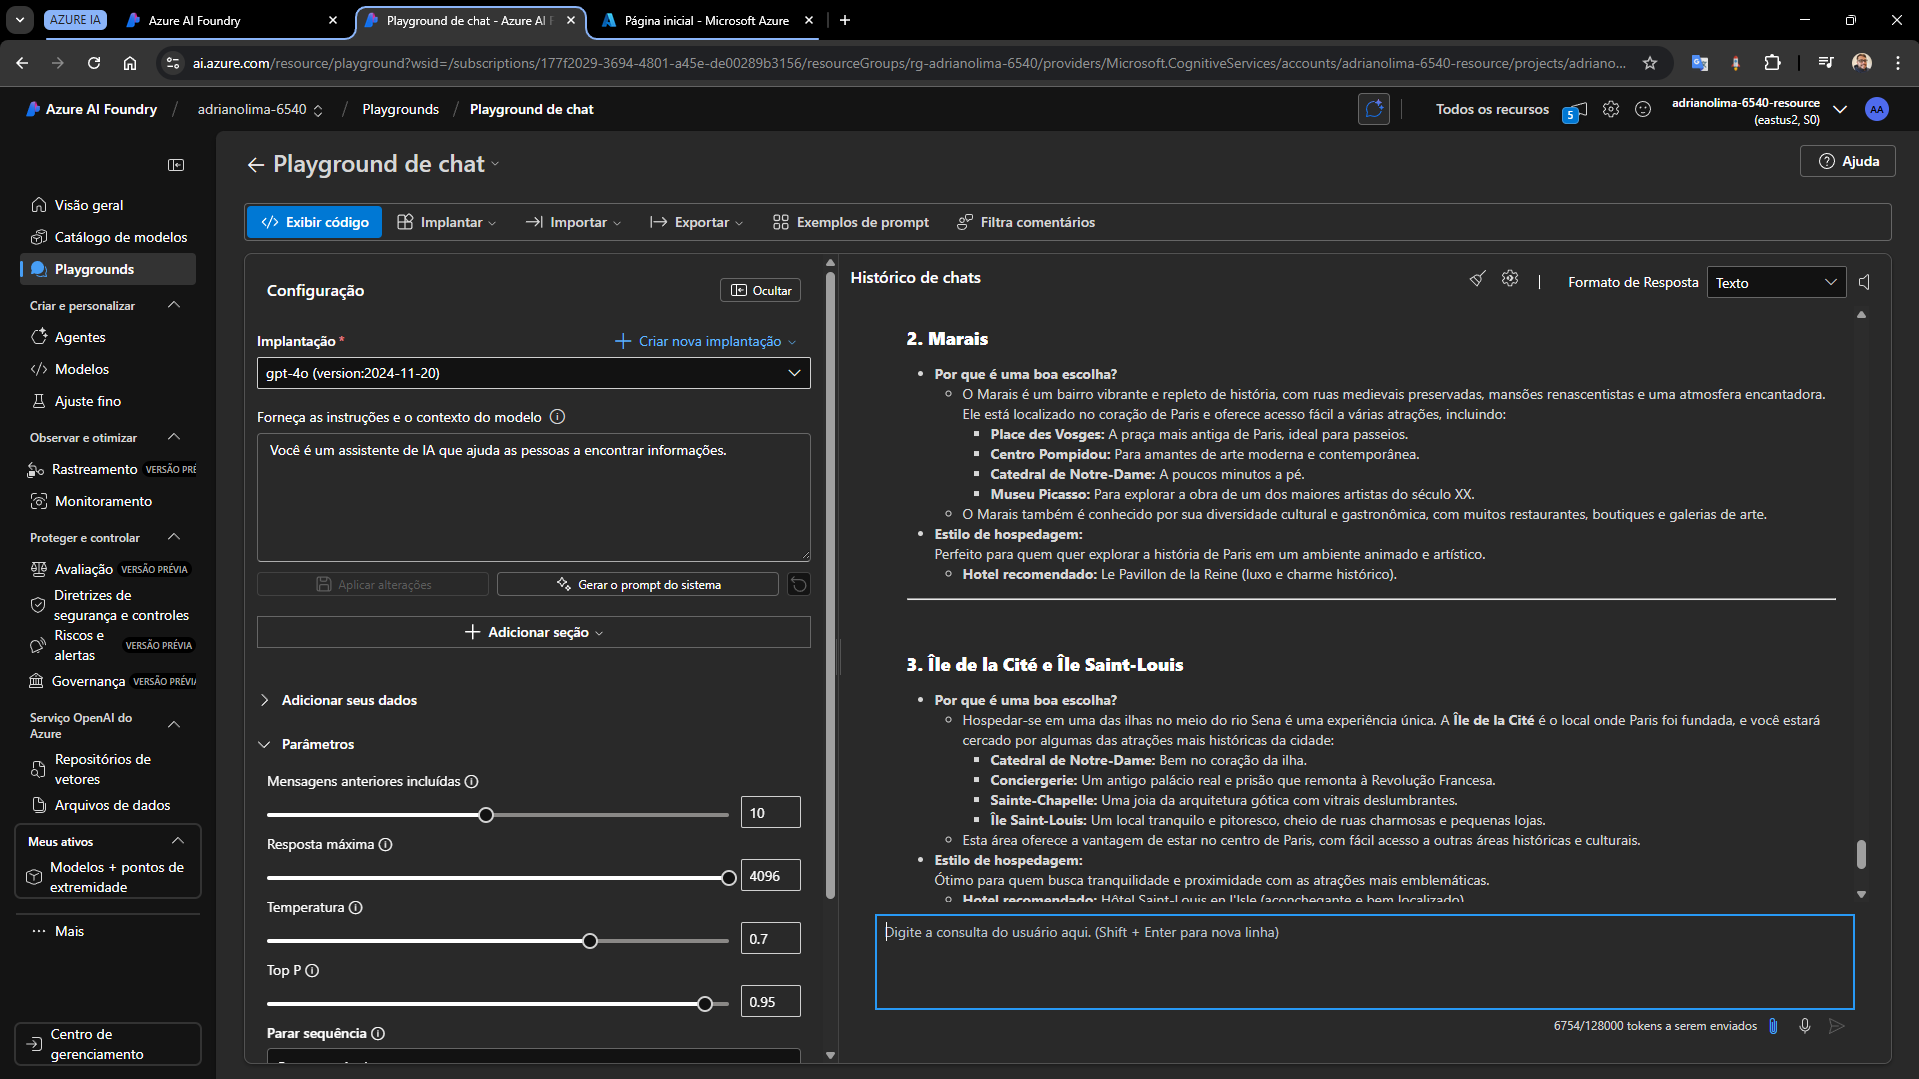 AZURE IA
Azure AI Foundry
Playground de chat - Azure AI F
Página inicial - Microsoft Azure
ai.azure.com/resource/playground?wsid=/subscriptions/177f2029-3694-4801-a45e-de00289b3156/resourceGroups/rg-adrianolima-6540/providers/Microsoft.CognitiveServices/accounts/adrianolima-6540-resource/projects/adriano...
Azure AI Foundry / adrianolima-6540 / Playgrounds / Playground de chat
Todos os recursos
5
adrianolima-6540-resource
(eastus2, S0)
AA
Visão geral
Catálogo de modelos
Playgrounds
Criar e personalizar
Agentes
Modelos
Ajuste fino
Observar e otimizar
Rastreamento VERSÃO PRÉ
Monitoramento
Proteger e controlar
Avaliação VERSÃO PRÉVIA
Diretrizes de
segurança e controles
Riscos e
alertas VERSÃO PRÉVIA
Governança VERSÃO PRÉVI
Serviço OpenAI do
Azure
Repositórios de
vetores
Arquivos de dados
Meus ativos
Modelos + pontos de
extremidade
Mais
Centro de
gerenciamento
Playground de chat
Ajuda
Exibir código
Implantar
Importar
Exportar
Exemplos de prompt
Filtra comentários
Configuração
Ocultar
Implantação *
Criar nova implantação
gpt-4o (version:2024-11-20)
Forneça as instruções e o contexto do modelo
Você é um assistente de IA que ajuda as pessoas a encontrar informações.
Aplicar alterações
Gerar o prompt do sistema
Adicionar seção
Adicionar seus dados
Parâmetros
Mensagens anteriores incluídas
10
Resposta máxima
4096
Temperatura
0.7
Top P
0.95
Parar sequência
Histórico de chats
Formato de Resposta
Texto
2. Marais
• Por que é uma boa escolha?
O Marais é um bairro vibrante e repleto de história, com ruas medievais preservadas, mansões renascentistas e uma atmosfera encantadora.
Ele está localizado no coração de Paris e oferece acesso fácil a várias atrações, incluindo:
Place des Vosges: A praça mais antiga de Paris, ideal para passeios.
Centro Pompidou: Para amantes de arte moderna e contemporânea.
Catedral de Notre-Dame: A poucos minutos a pé.
Museu Picasso: Para explorar a obra de um dos maiores artistas do século XX.
O Marais também é conhecido por sua diversidade cultural e gastronômica, com muitos restaurantes, boutiques e galerias de arte.
• Estilo de hospedagem:
Perfeito para quem quer explorar a história de Paris em um ambiente animado e artístico.
Hotel recomendado: Le Pavillon de la Reine (luxo e charme histórico).
3. Île de la Cité e Île Saint-Louis
• Por que é uma boa escolha?
Hospedar-se em uma das ilhas no meio do rio Sena é uma experiência única. A Île de la Cité é o local onde Paris foi fundada, e você estará
cercado por algumas das atrações mais históricas da cidade:
Catedral de Notre-Dame: Bem no coração da ilha.
Conciergerie: Um antigo palácio real e prisão que remonta à Revolução Francesa.
Sainte-Chapelle: Uma joia da arquitetura gótica com vitrais deslumbrantes.
Île Saint-Louis: Um local tranquilo e pitoresco, cheio de ruas charmosas e pequenas lojas.
Esta área oferece a vantagem de estar no centro de Paris, com fácil acesso a outras áreas históricas e culturais.
• Estilo de hospedagem:
Ótimo para quem busca tranquilidade e proximidade com as atrações mais emblemáticas.
Hotel recomendado: Hôtel Saint-Louis en l'Isle (aconchegante e bem localizado)
Digite a consulta do usuário aqui. (Shift + Enter para nova linha)
6754/128000 tokens a serem enviados